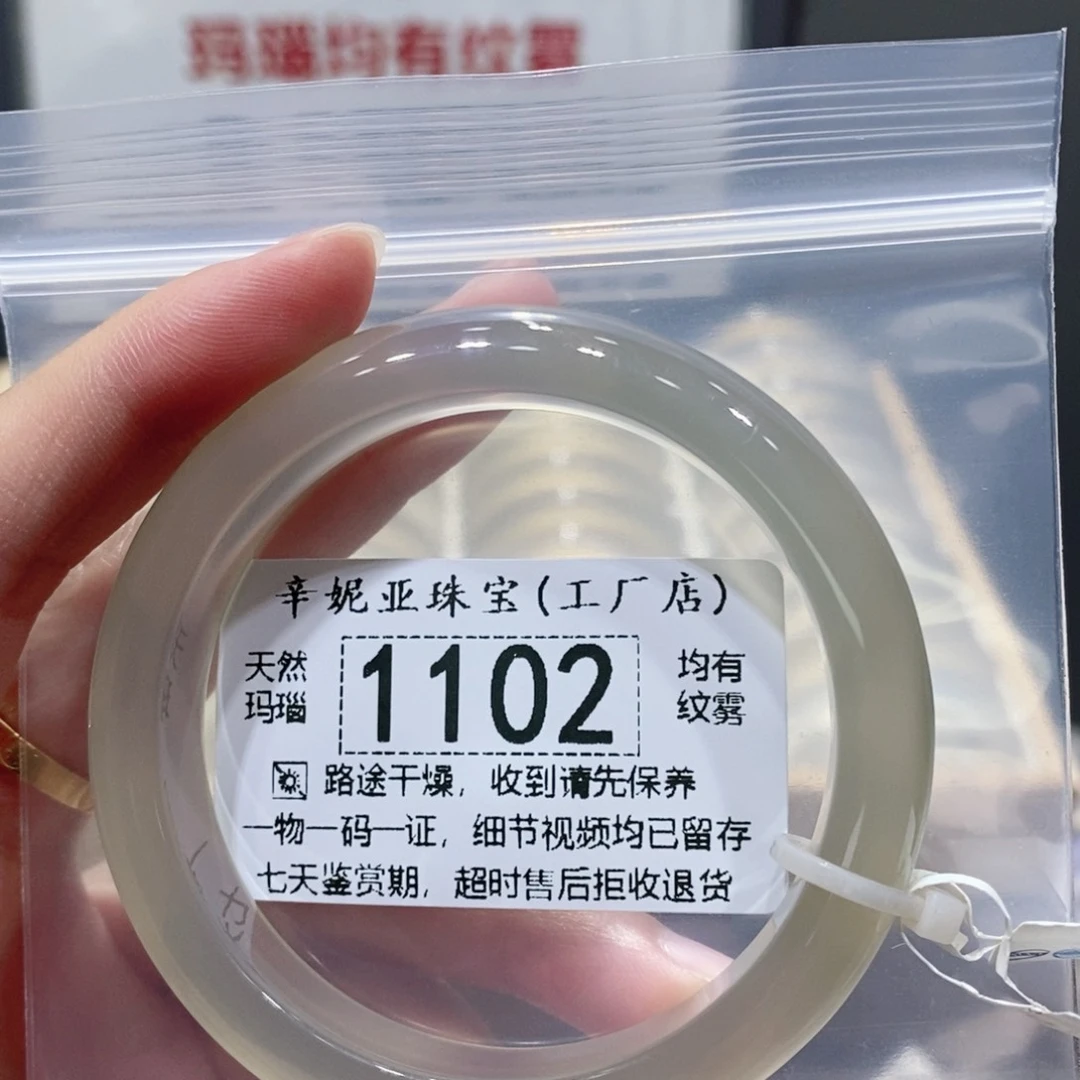 玛瑙均有纹雾
辛妮亚珠宝(工厂店)
天然玛瑙
1102
均有纹雾
路途干燥，收到请先保养
一物一码一证，细节视频均已留存
七天鉴赏期，超时售后拒收退货